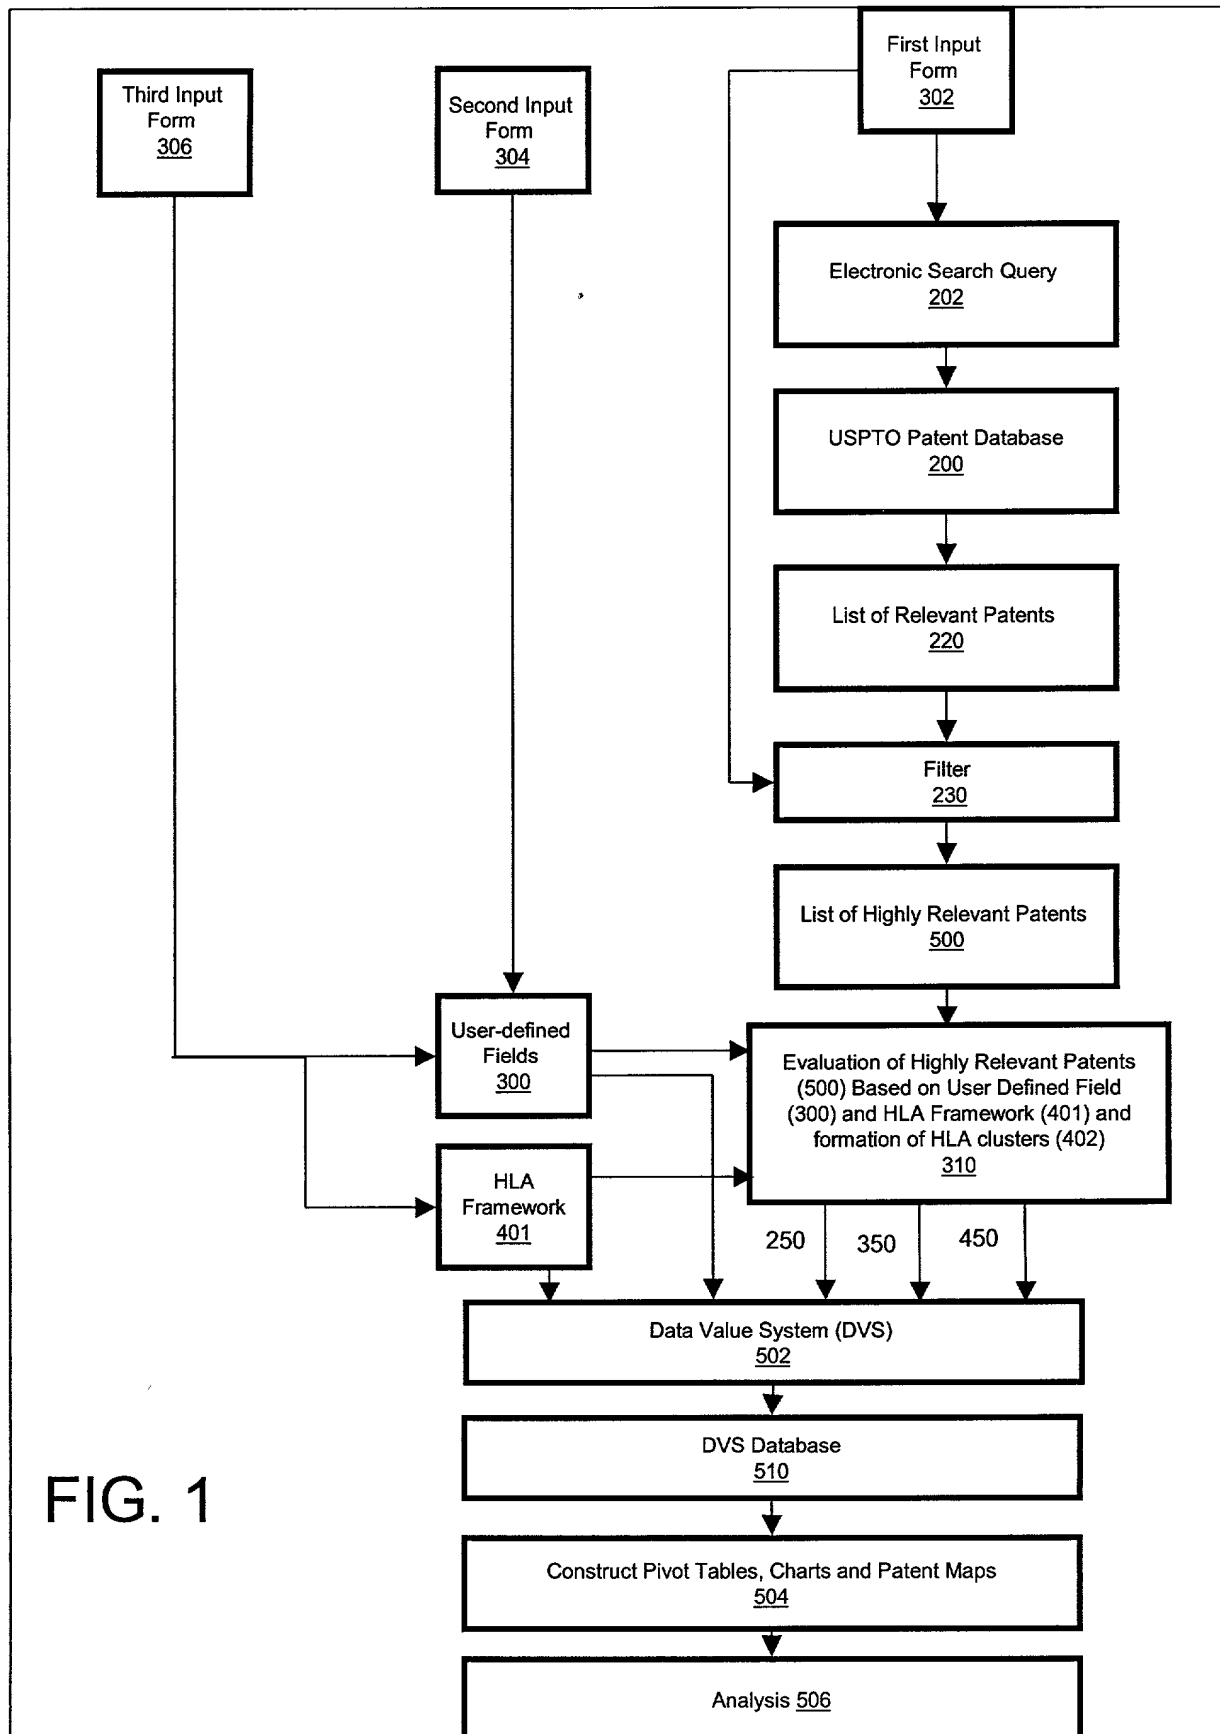 First Input
Form
302
Third Input
Form
306
Second Input
Form
304
Electronic Search Query
202
USPTO Patent Database
200
List of Relevant Patents
220
Filter
230
List of Highly Relevant Patents
500
User-defined
Fields
300
Evaluation of Highly Relevant Patents
(500) Based on User Defined Field
(300) and HLA Framework (401) and
formation of HLA clusters (402)
310
HLA
Framework
401
250 350 450
Data Value System (DVS)
502
DVS Database
510
FIG. 1
Construct Pivot Tables, Charts and Patent Maps
504
Analysis 506